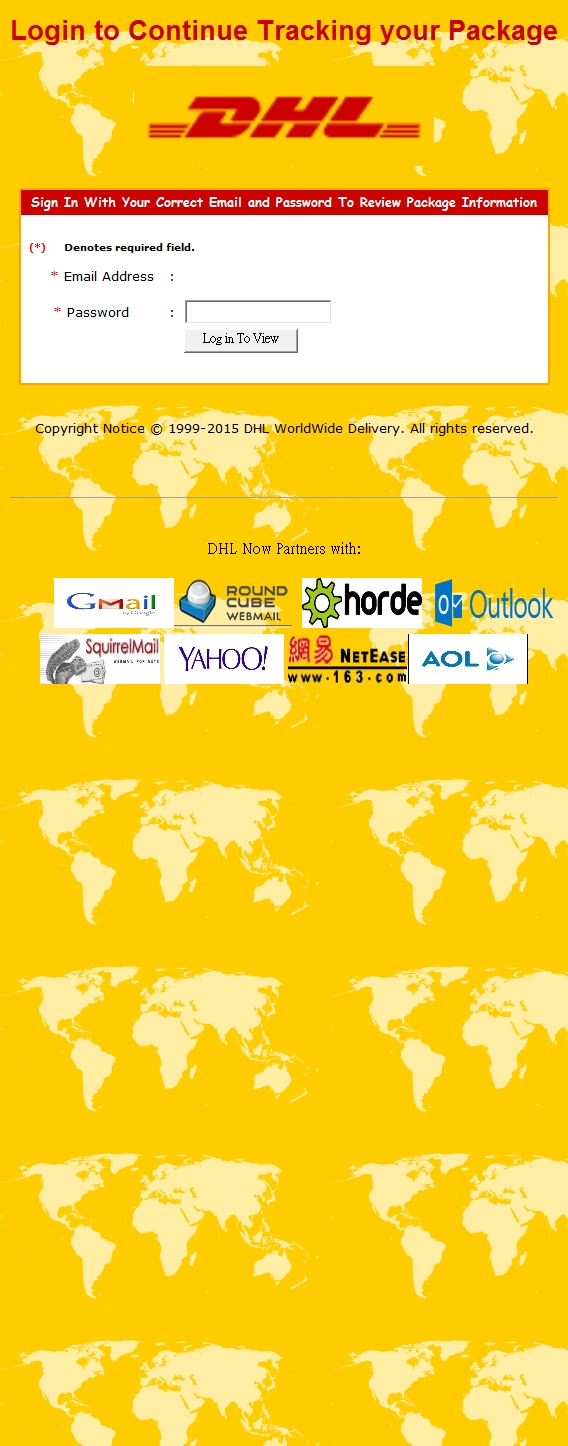 Login to Continue Tracking your Package
DHL
Sign In With Your Correct Email and Password To Review Package Information
(*) Denotes required field.
* Email Address :
* Password :
Log in To View
Copyright Notice © 1999-2015 DHL WorldWide Delivery. All rights reserved.
DHL Now Partners with:
GMail by Google
ROUND CUBE WEBMAIL
horde
Outlook
SquirrelMail
WEBMAIL FOR NUTS
YAHOO!
網易 NETEASE
www.163.com
AOL